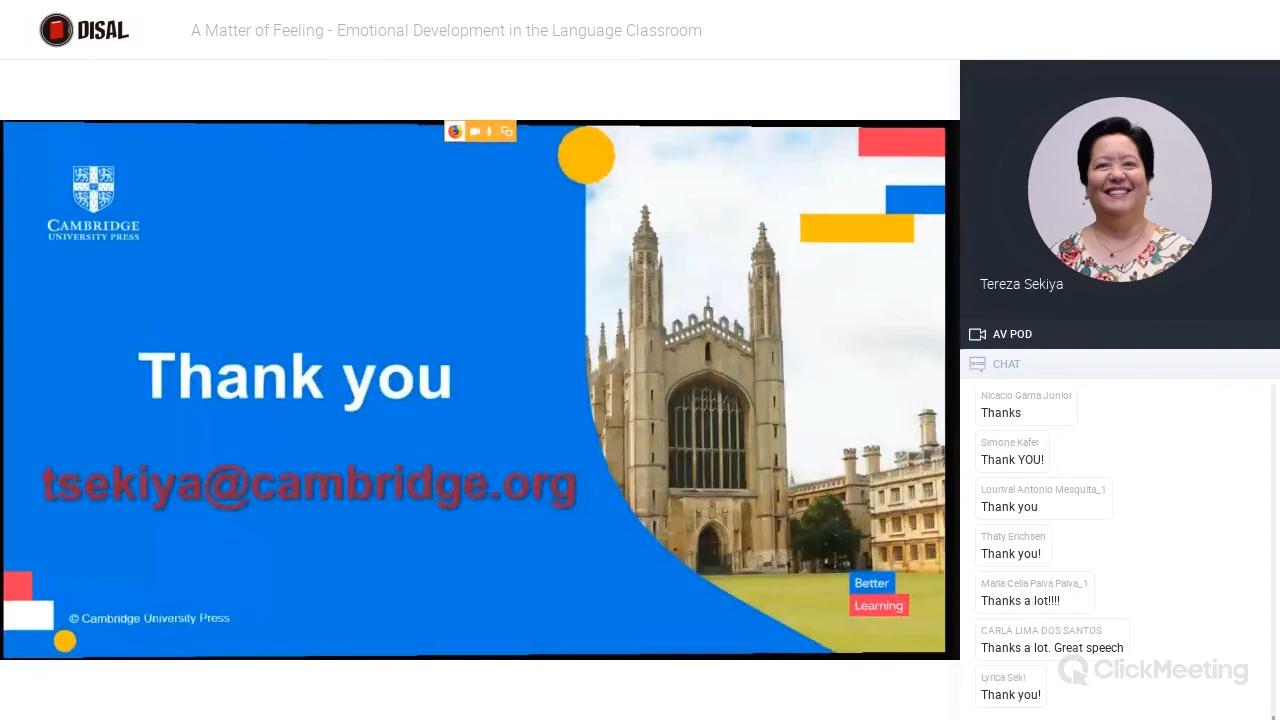 DISAL
A Matter of Feeling - Emotional Development in the Language Classroom
CAMBRIDGE
UNIVERSITY PRESS
Thank you
tsekiya@cambridge.org
© Cambridge University Press
Better
Learning
Tereza Sekiya
AV POD
CHAT
Nicacio Gama Junior
Thanks
Simone Kafer
Thank YOU!
Lourival Antonio Mesquita_1
Thank you
Thaty Erichsen
Thank you!
Maria Celia Paiva Paiva_1
Thanks a lot!!!!
CARLA LIMA DOS SANTOS
Thanks a lot. Great speech
Lyrica Seki
Thank you!
ClickMeeting